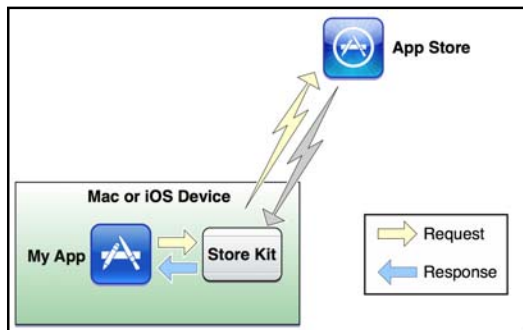 App Store
Mac or iOS Device
My App
Store Kit
Request
Response